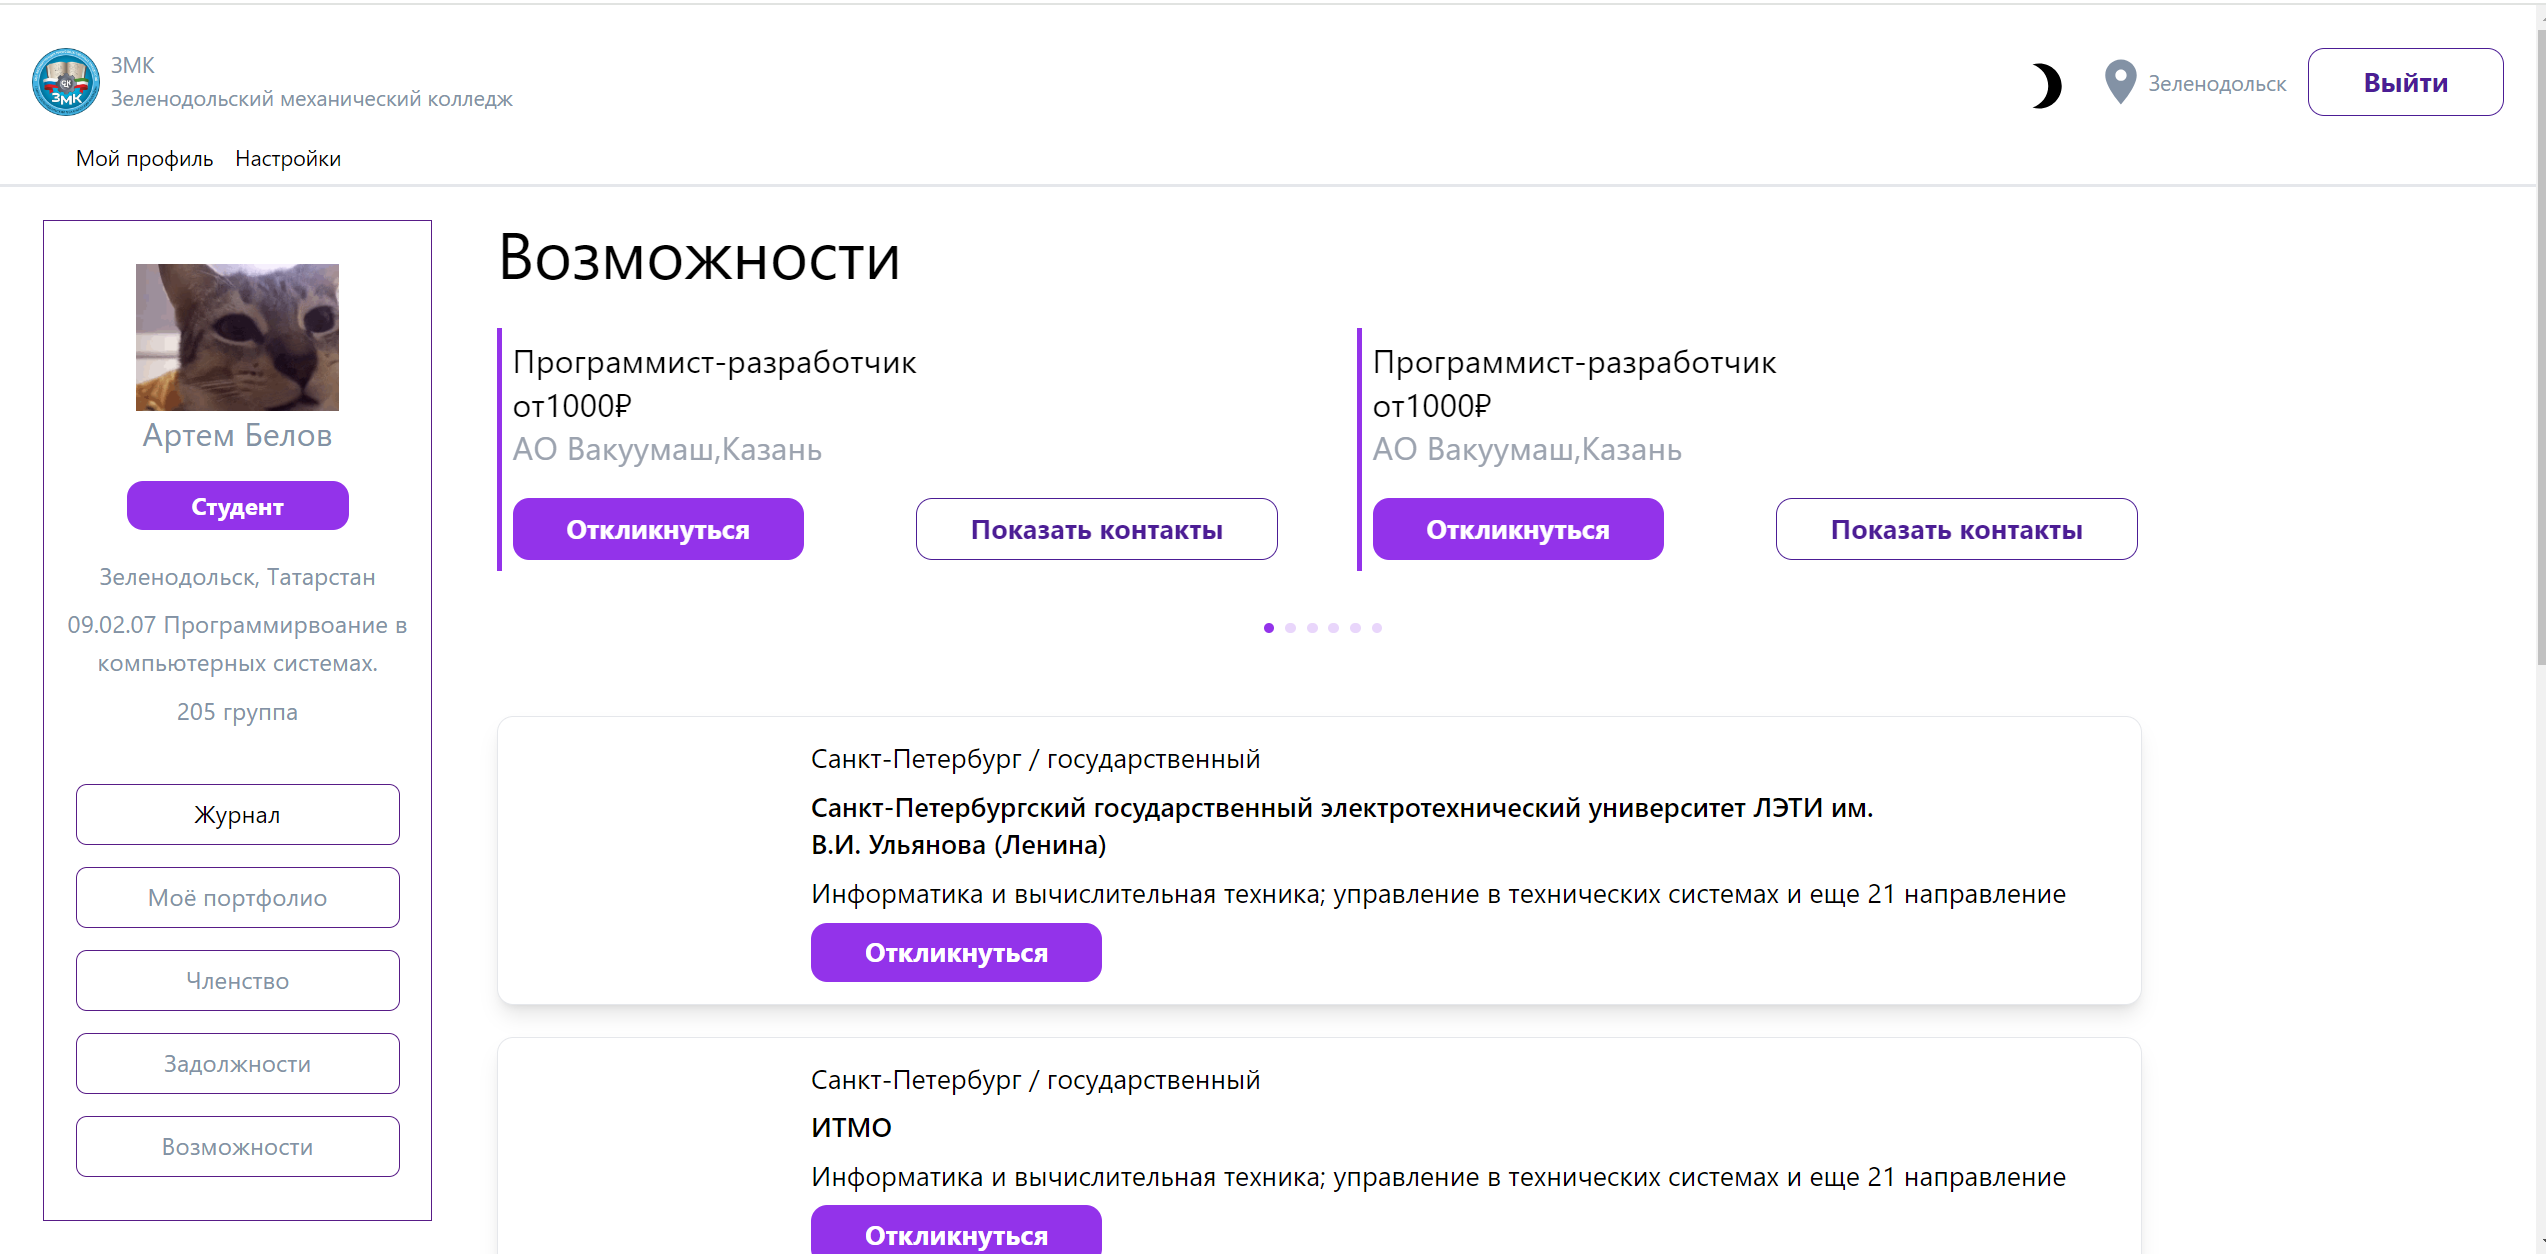 ЗМК
Зеленодольский механический колледж
ЗМК
Зеленодольск
Выйти
Мой профиль
Настройки
Артем Белов
Студент
Зеленодольск, Татарстан
09.02.07 Программирвоание в
компьютерных системах.
205 группа
Журнал
Моё портфолио
Членство
Задолжности
Возможности
Возможности
Программист-разработчик
от1000₽
АО Вакуумаш,Казань
Откликнуться
Показать контакты
Программист-разработчик
от1000₽
АО Вакуумаш,Казань
Откликнуться
Показать контакты
Санкт-Петербург / государственный
Санкт-Петербургский государственный электротехнический университет ЛЭТИ им.
В.И. Ульянова (Ленина)
Информатика и вычислительная техника; управление в технических системах и еще 21 направление
Откликнуться
Санкт-Петербург / государственный
ИТМО
Информатика и вычислительная техника; управление в технических системах и еще 21 направление
Откликнуться